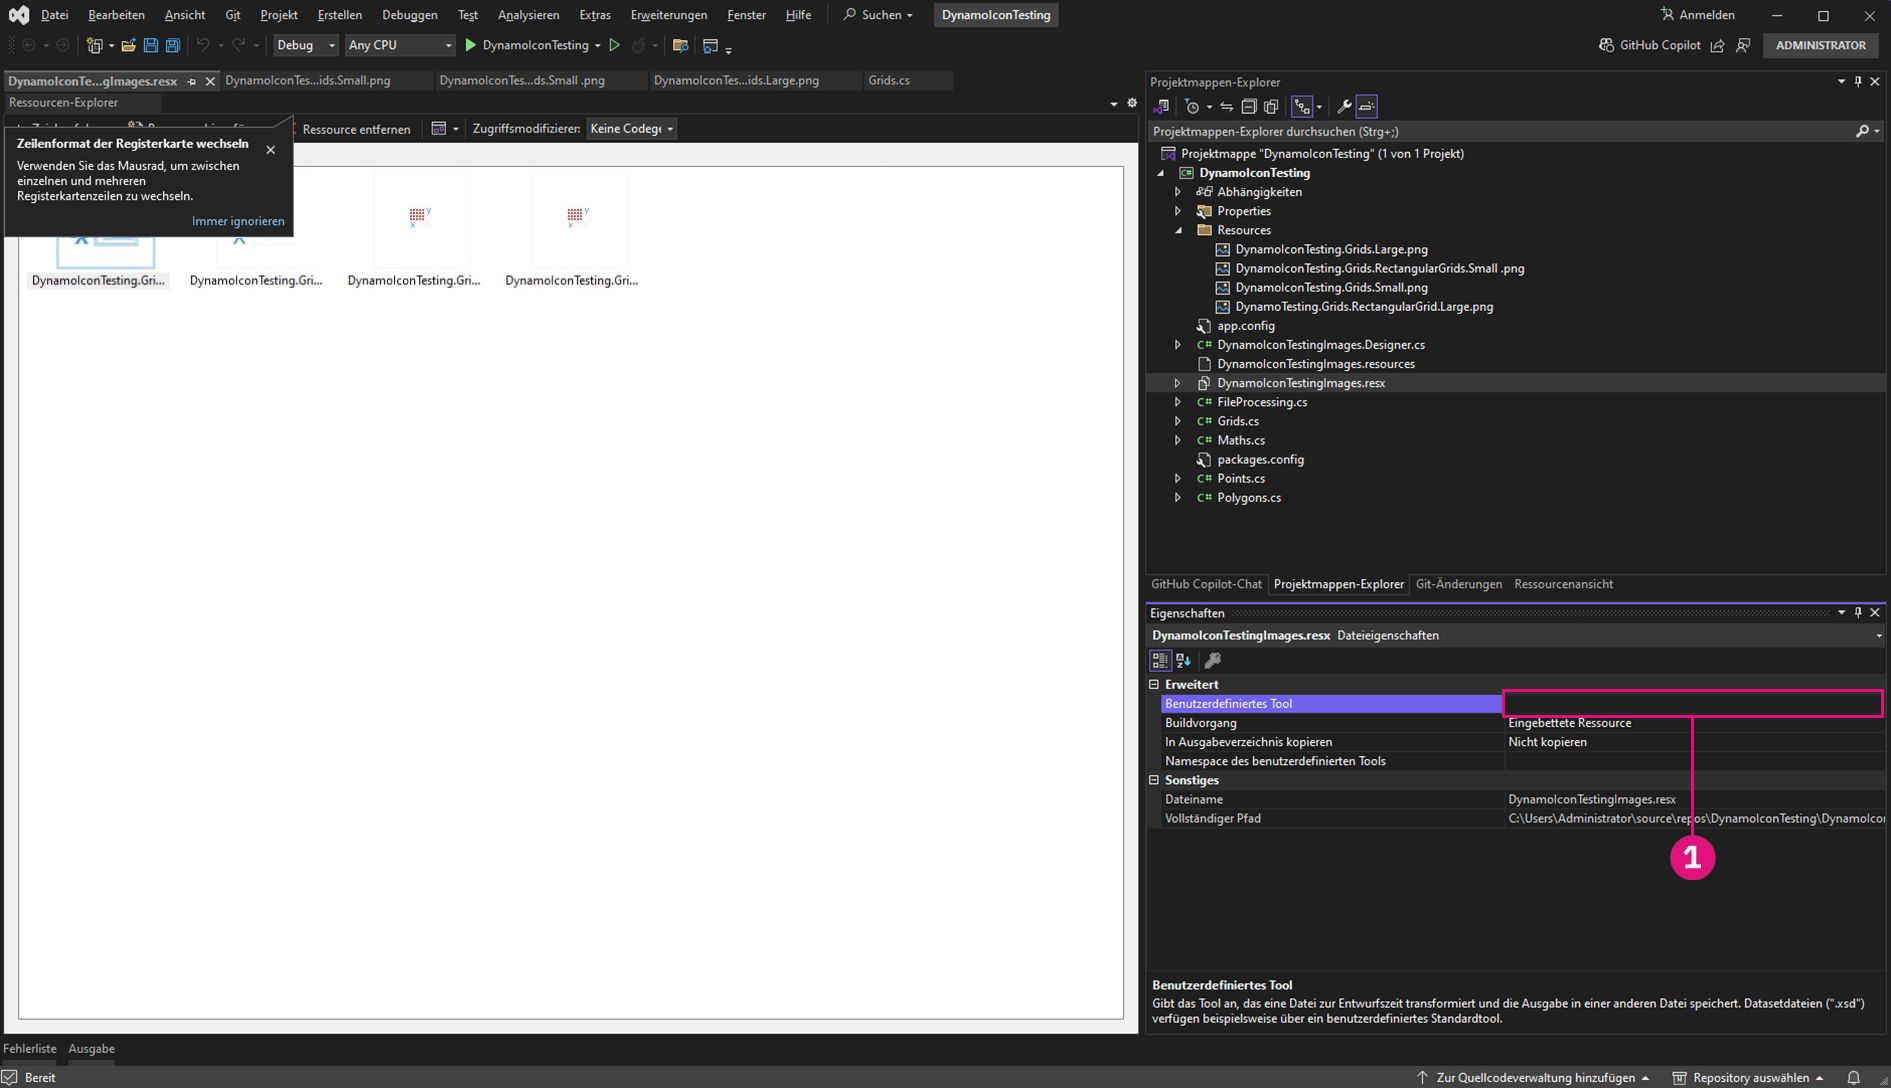 Datei Bearbeiten Ansicht Git Projekt Erstellen Debuggen Test Analysieren Extras Erweiterungen Fenster Hilfe Suchen DynamoIconTesting Anmelden
Debug Any CPU DynamoIconTesting GitHub Copilot ADMINISTRATOR
DynamoIconTe...gImages.resx DynamoIconTes...ids.Small.png DynamoIconTes...ds.Small .png DynamoIconTes...ids.Large.png Grids.cs
Ressourcen-Explorer
Ressource entfernen Zugriffsmodifizierer: Keine Codege
Zeilenformat der Registerkarte wechseln
Verwenden Sie das Mausrad, um zwischen
einzelnen und mehreren
Registerkartenzeilen zu wechseln.
Immer ignorieren
DynamoIconTesting.Gri... DynamoIconTesting.Gri... DynamoIconTesting.Gri... DynamoIconTesting.Gri...
Projektmappen-Explorer
Projektmappen-Explorer durchsuchen (Strg+;)
Projektmappe "DynamoIconTesting" (1 von 1 Projekt)
DynamoIconTesting
Abhängigkeiten
Properties
Resources
DynamoIconTesting.Grids.Large.png
DynamoIconTesting.Grids.RectangularGrids.Small .png
DynamoIconTesting.Grids.Small.png
DynamoTesting.Grids.RectangularGrid.Large.png
app.config
C# DynamoIconTestingImages.Designer.cs
DynamoIconTestingImages.resources
DynamoIconTestingImages.resx
C# FileProcessing.cs
C# Grids.cs
C# Maths.cs
packages.config
C# Points.cs
C# Polygons.cs
GitHub Copilot-Chat Projektmappen-Explorer Git-Änderungen Ressourcenansicht
Eigenschaften
DynamoIconTestingImages.resx Dateieigenschaften
Erweitert
Benutzerdefiniertes Tool
Buildvorgang Eingebettete Ressource
In Ausgabeverzeichnis kopieren Nicht kopieren
Namespace des benutzerdefinierten Tools
Sonstiges
Dateiname DynamoIconTestingImages.resx
Vollständiger Pfad C:\Users\Administrator\source\repos\DynamoIconTesting\DynamoIcon
1
Benutzerdefiniertes Tool
Gibt das Tool an, das eine Datei zur Entwurfszeit transformiert und die Ausgabe in einer anderen Datei speichert. Datasetdateien (".xsd")
verfügen beispielsweise über ein benutzerdefiniertes Standardtool.
Fehlerliste Ausgabe
Bereit Zur Quellcodeverwaltung hinzufügen Repository auswählen